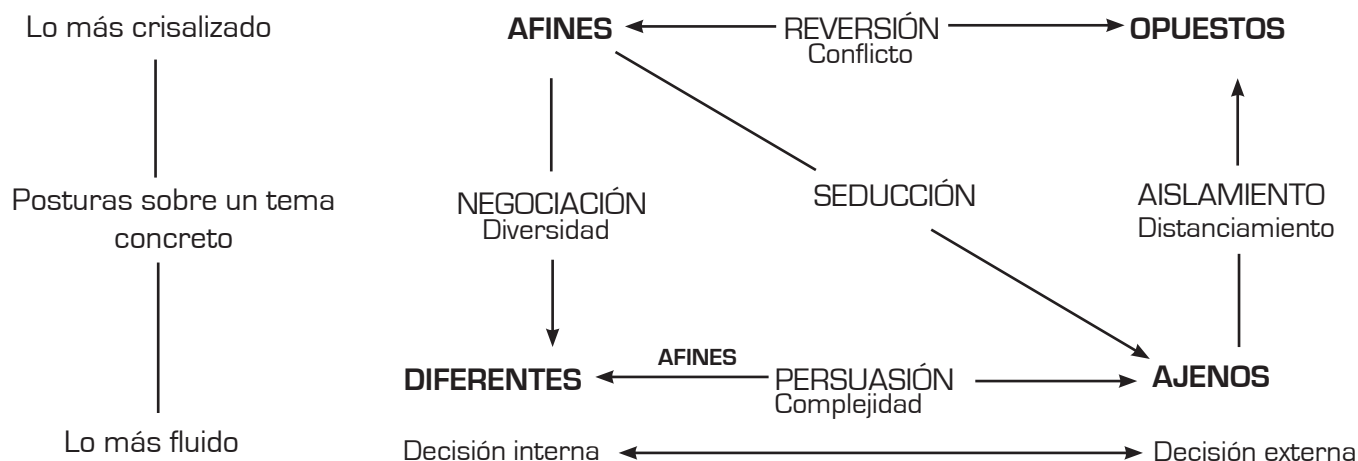 Lo más crisalizado
AFINES
REVERSIÓN
Conflicto
OPUESTOS
Posturas sobre un tema
concreto
NEGOCIACIÓN
Diversidad
SEDUCCIÓN
AISLAMIENTO
Distanciamiento
DIFERENTES
AFINES
PERSUASIÓN
Complejidad
AJENOS
Lo más fluido
Decisión interna
Decisión externa